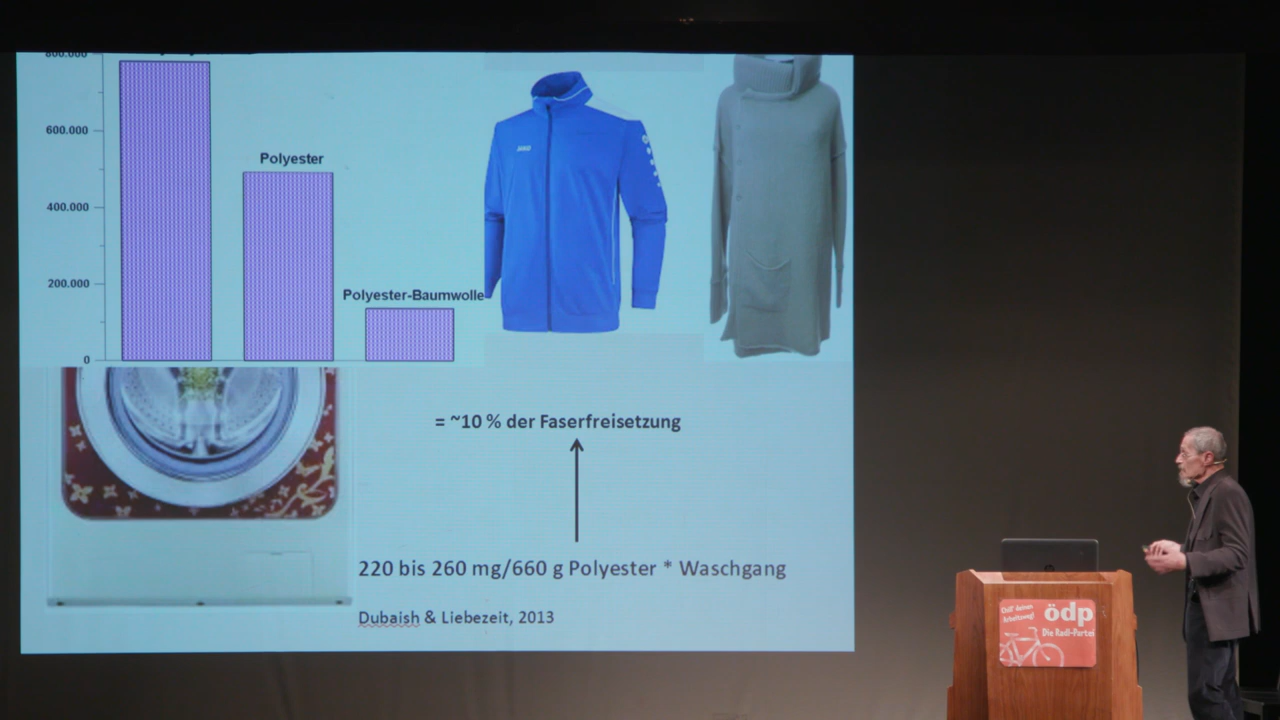 800.000
600.000
400.000
200.000
0
Polyester
Polyester-Baumwolle
JAKO
= ~10 % der Faserfreisetzung
220 bis 260 mg/660 g Polyester * Waschgang
Dubaish & Liebezeit, 2013
ödp
Die Radl-Partei